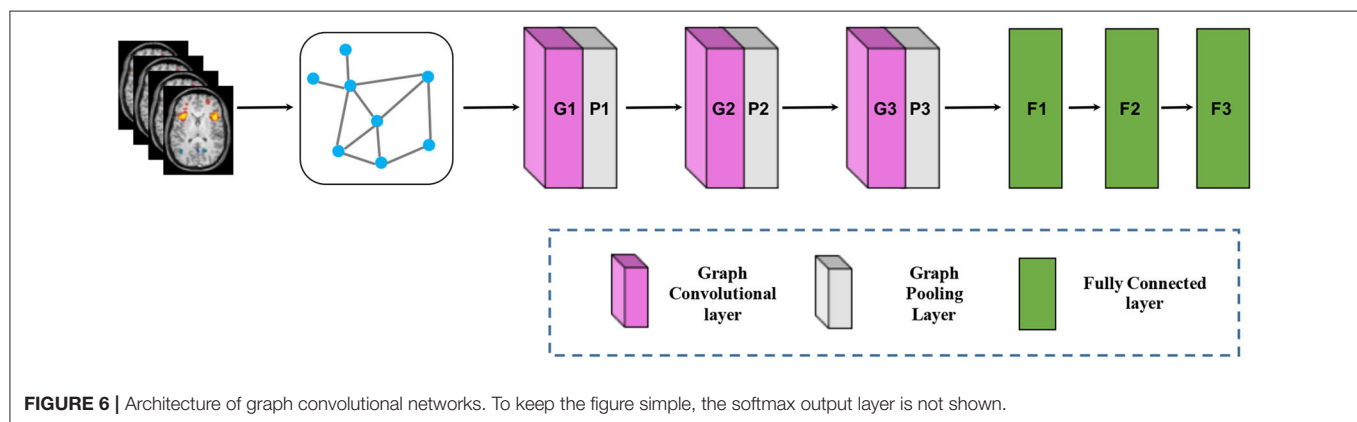 G1 P1 G2 P2 G3 P3 F1 F2 F3
Graph
Convolutional
layer
Graph
Pooling
Layer
Fully Connected
layer
FIGURE 6 | Architecture of graph convolutional networks. To keep the figure simple, the softmax output layer is not shown.